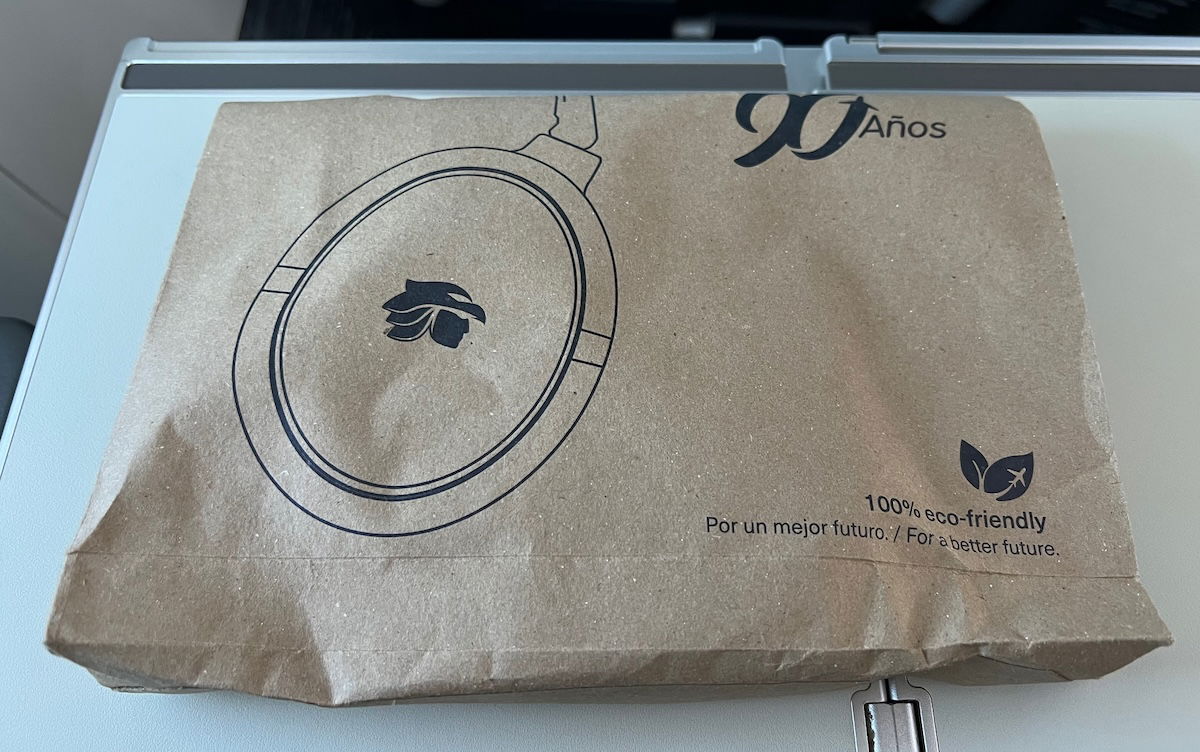 90 Años
100% eco-friendly
Por un mejor futuro. / For a better future.